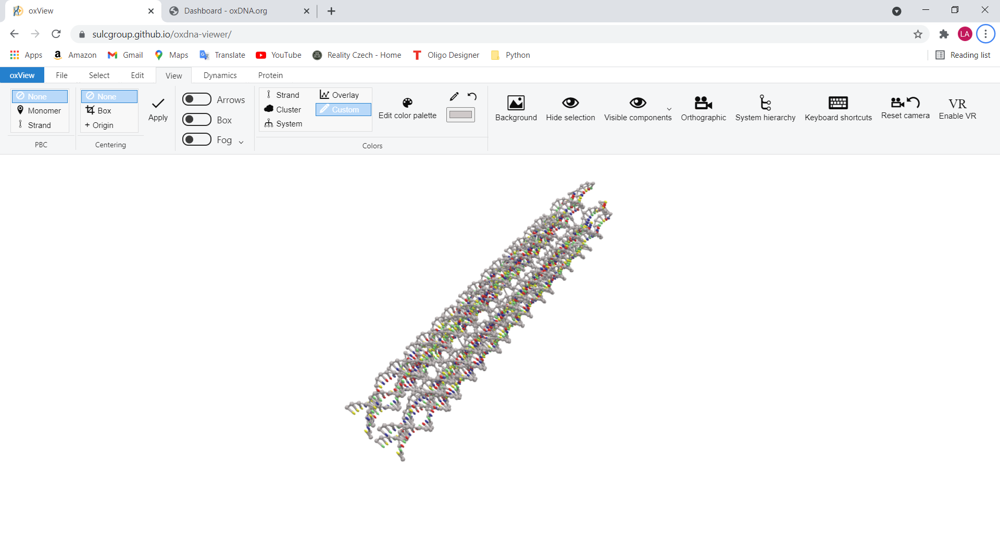 oxView
Dashboard - oxDNA.org
sulcgroup.github.io/oxdna-viewer/
LA
Apps Amazon Gmail Maps Translate YouTube Reality Czech - Home Oligo Designer Python Reading list
oxView File Select Edit View Dynamics Protein
None
Monomer
Strand
PBC
None
Box
+ Origin
Centering
Apply
Arrows
Box
Fog
Strand
Cluster
System
Overlay
Custom
Edit color palette
Colors
Background
Hide selection
Visible components
Orthographic
System hierarchy
Keyboard shortcuts
Reset camera
VR
Enable VR